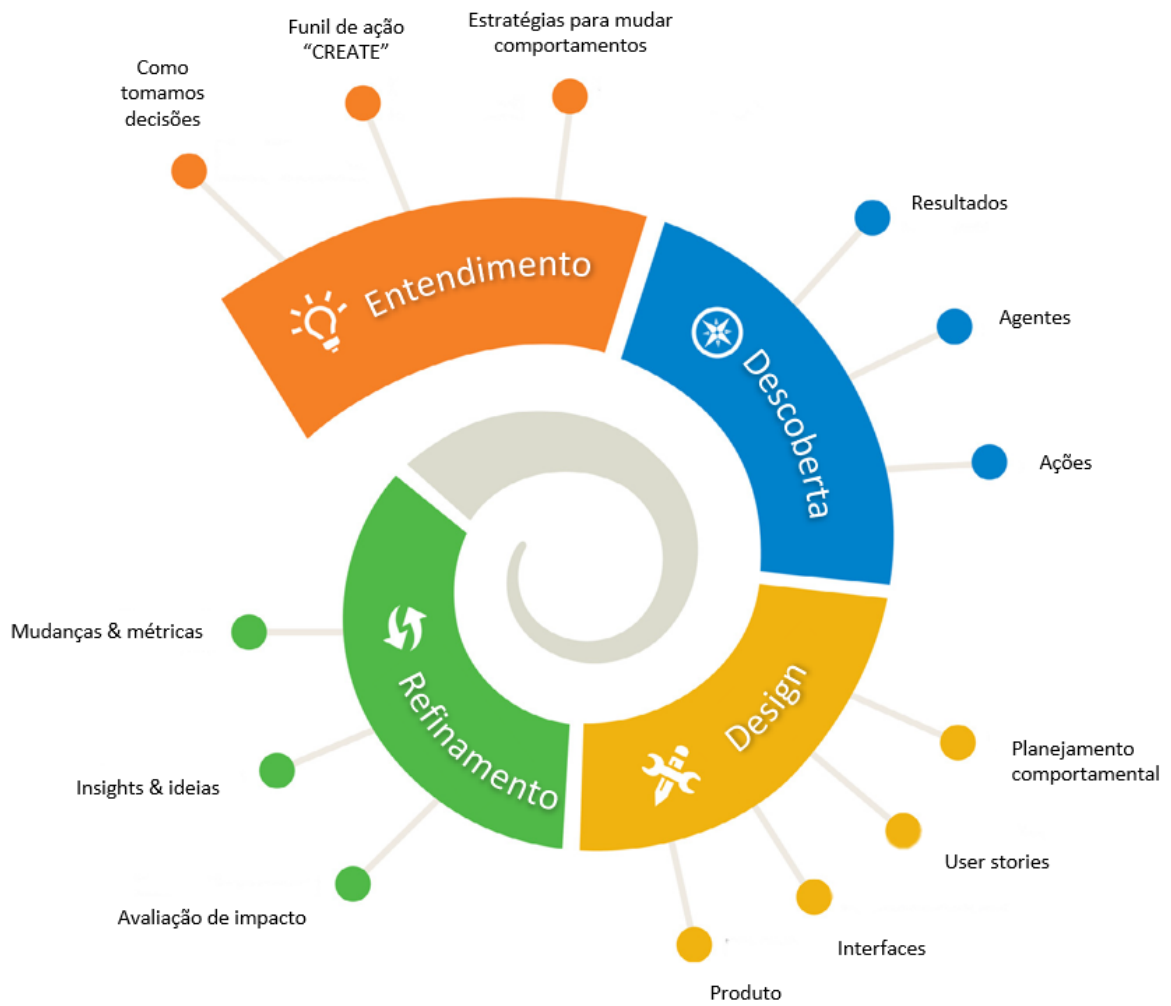 Funil de ação
“CREATE”
Estratégias para mudar
comportamentos
Como
tomamos
decisões
Entendimento
Resultados
Agentes
Descoberta
Ações
Planejamento
comportamental
Design
User stories
Interfaces
Produto
Avaliação de impacto
Refinamento
Insights & ideias
Mudanças & métricas